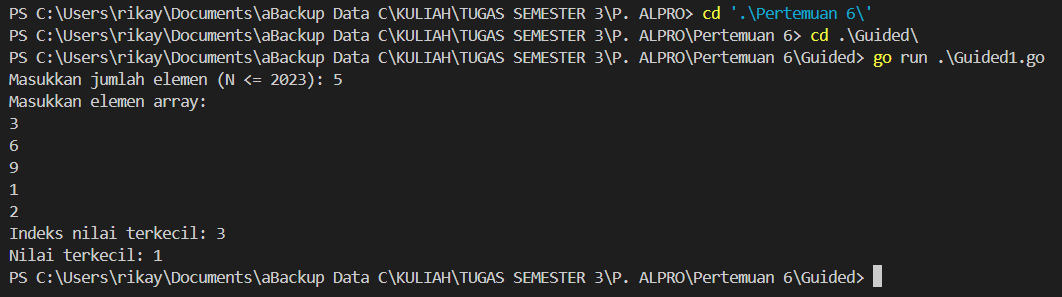 PS C:\Users\rikay\Documents\aBackup Data C\KULIAH\TUGAS SEMESTER 3\P. ALPRO> cd '.\Pertemuan 6\'
PS C:\Users\rikay\Documents\aBackup Data C\KULIAH\TUGAS SEMESTER 3\P. ALPRO\Pertemuan 6> cd .\Guided\
PS C:\Users\rikay\Documents\aBackup Data C\KULIAH\TUGAS SEMESTER 3\P. ALPRO\Pertemuan 6\Guided> go run .\Guided1.go
Masukkan jumlah elemen (N <= 2023): 5
Masukkan elemen array:
3
6
9
1
2
Indeks nilai terkecil: 3
Nilai terkecil: 1
PS C:\Users\rikay\Documents\aBackup Data C\KULIAH\TUGAS SEMESTER 3\P. ALPRO\Pertemuan 6\Guided>